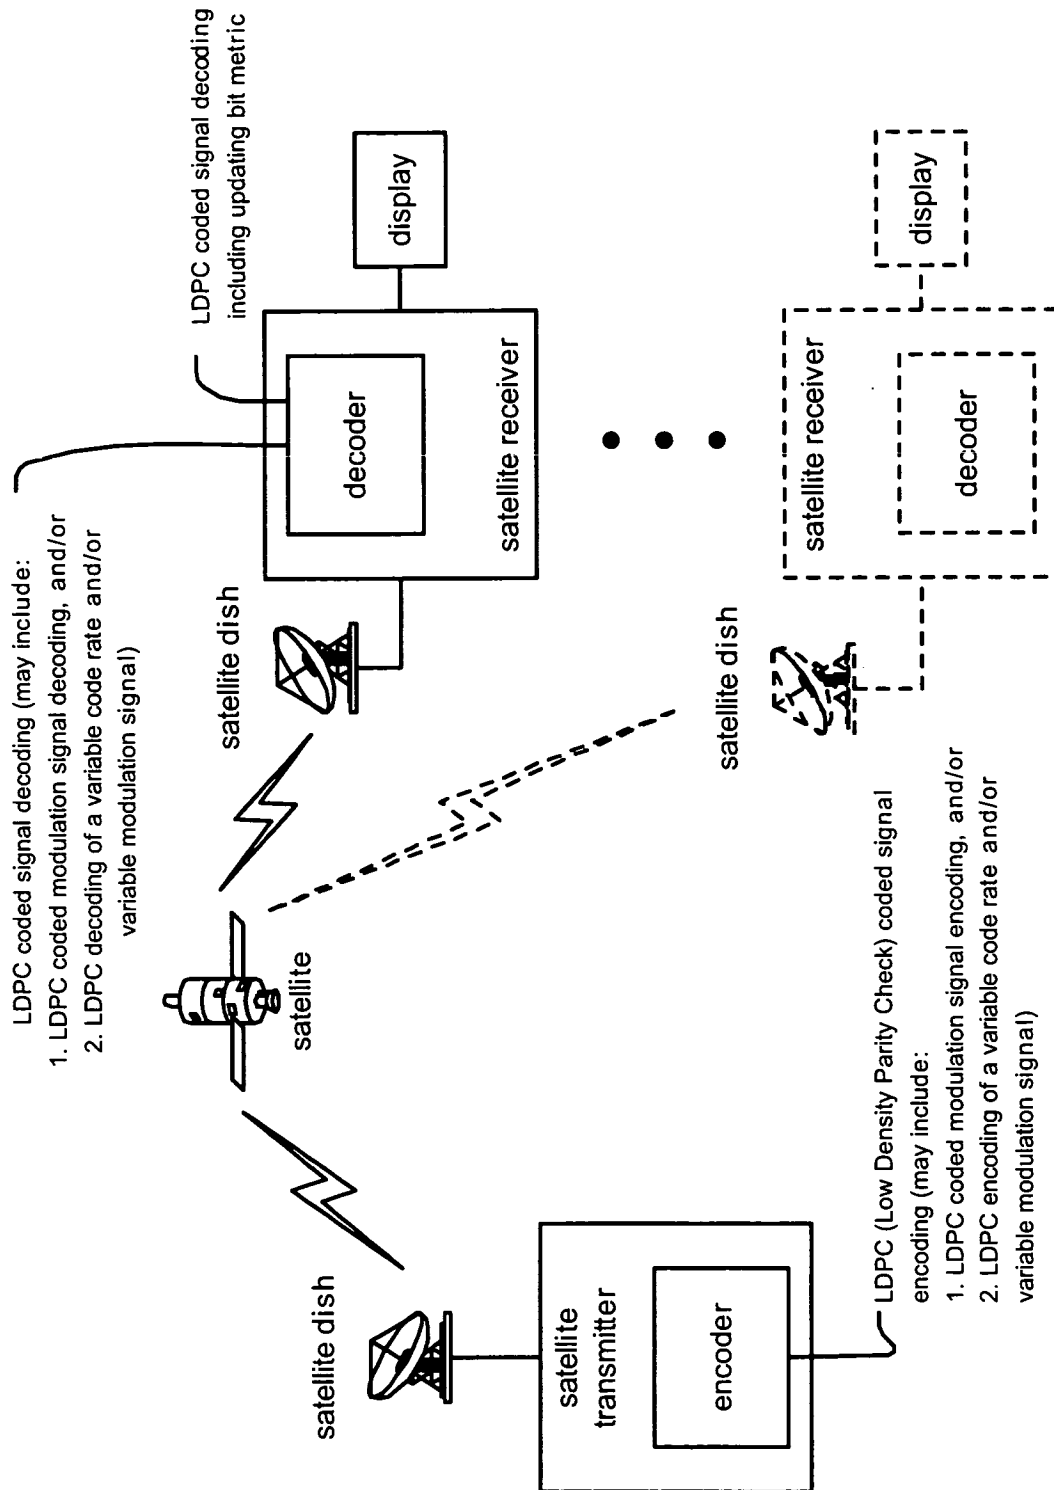 LDPC coded signal decoding (may include:
1. LDPC coded modulation signal decoding, and/or
2. LDPC decoding of a variable code rate and/or
variable modulation signal)
LDPC coded signal decoding
including updating bit metric
satellite
satellite dish
decoder
satellite receiver
display
satellite dish
satellite
transmitter
encoder
satellite dish
satellite receiver
decoder
display
LDPC (Low Density Parity Check) coded signal
encoding (may include:
1. LDPC coded modulation signal encoding, and/or
2. LDPC encoding of a variable code rate and/or
variable modulation signal)